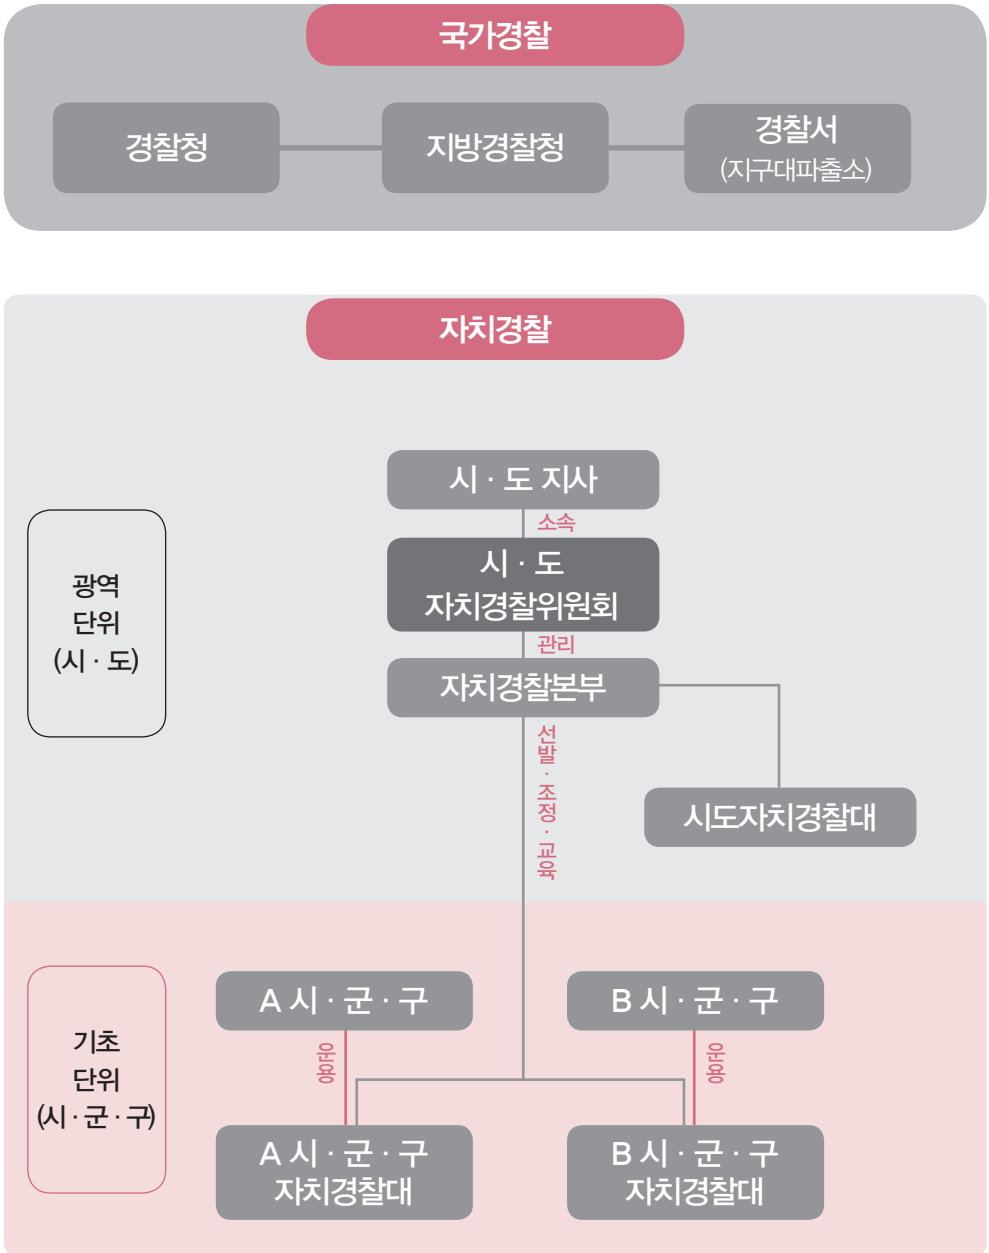 국가경찰
경찰청
지방경찰청
경찰서
(지구대파출소)
자치경찰
시 · 도 지사
소속
시 · 도
자치경찰위원회
관리
자치경찰본부
선발 · 조정 · 교육
시도자치경찰대
광역
단위
(시 · 도)
기초
단위
(시 · 군 · 구)
A 시 · 군 · 구
B 시 · 군 · 구
운용
운용
A 시 · 군 · 구
자치경찰대
B 시 · 군 · 구
자치경찰대